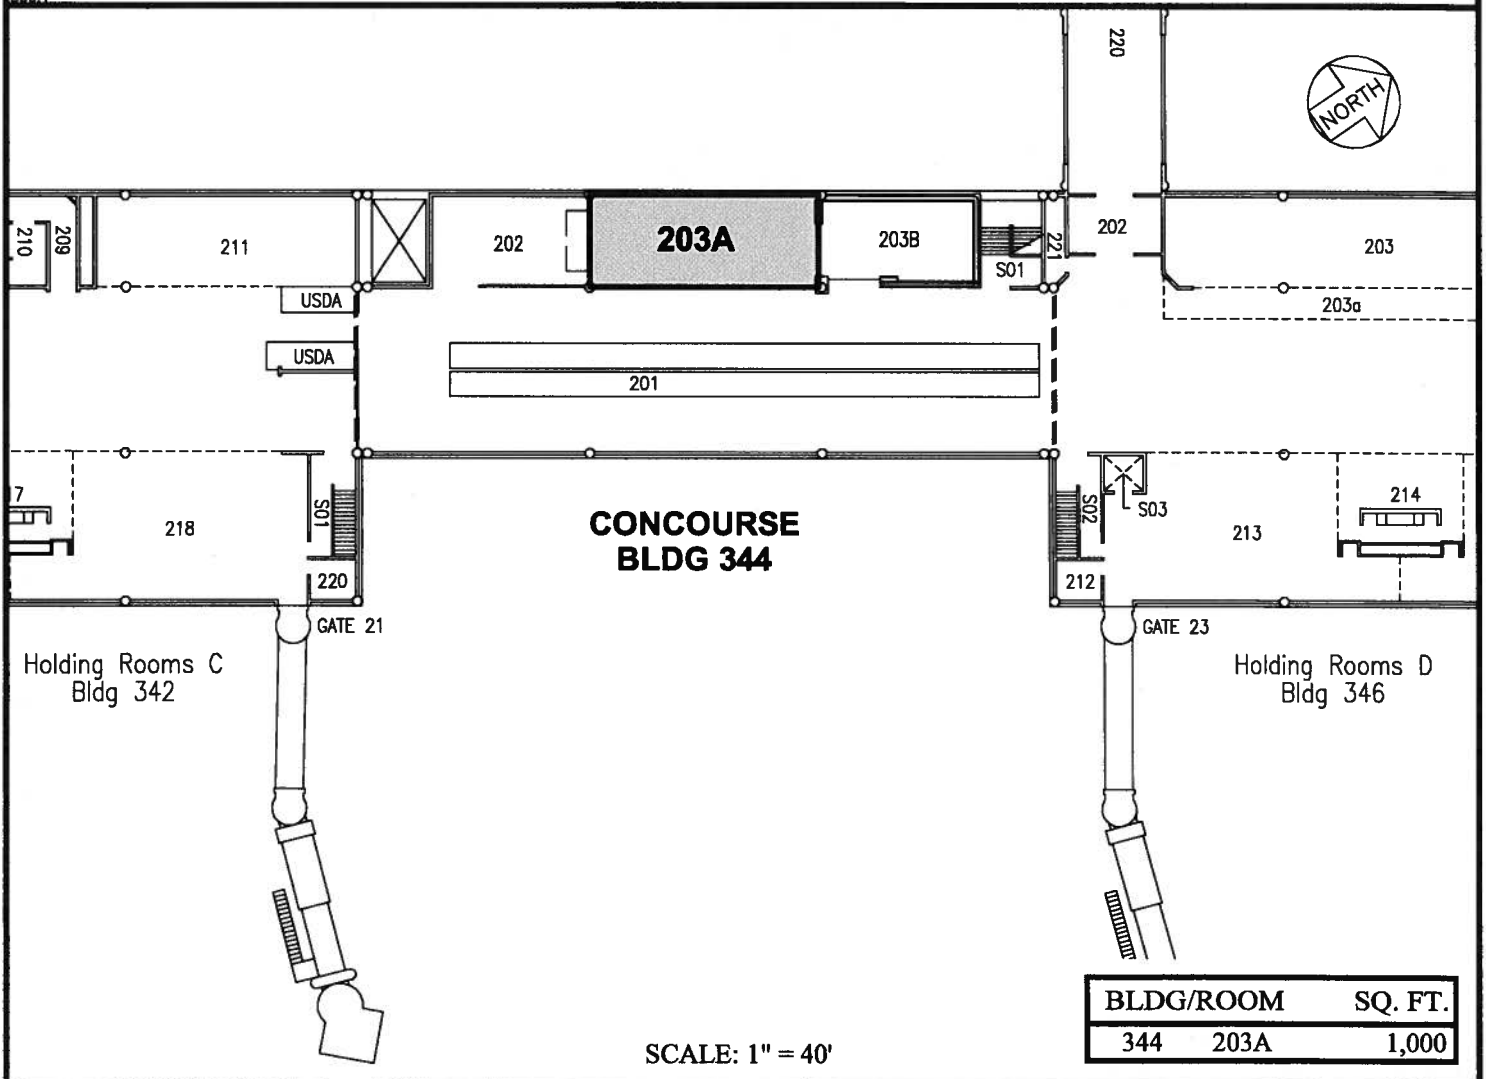 220
NORTH
210
209
211
202
203A
203B
S01
221
202
203
USDA
203a
USDA
201
7
218
S01
220
CONCOURSE
BLDG 344
S02
S03
212
213
214
GATE 21
GATE 23
Holding Rooms C
Bldg 342
Holding Rooms D
Bldg 346
SCALE: 1" = 40'
BLDG/ROOM SQ. FT.
344 203A 1,000